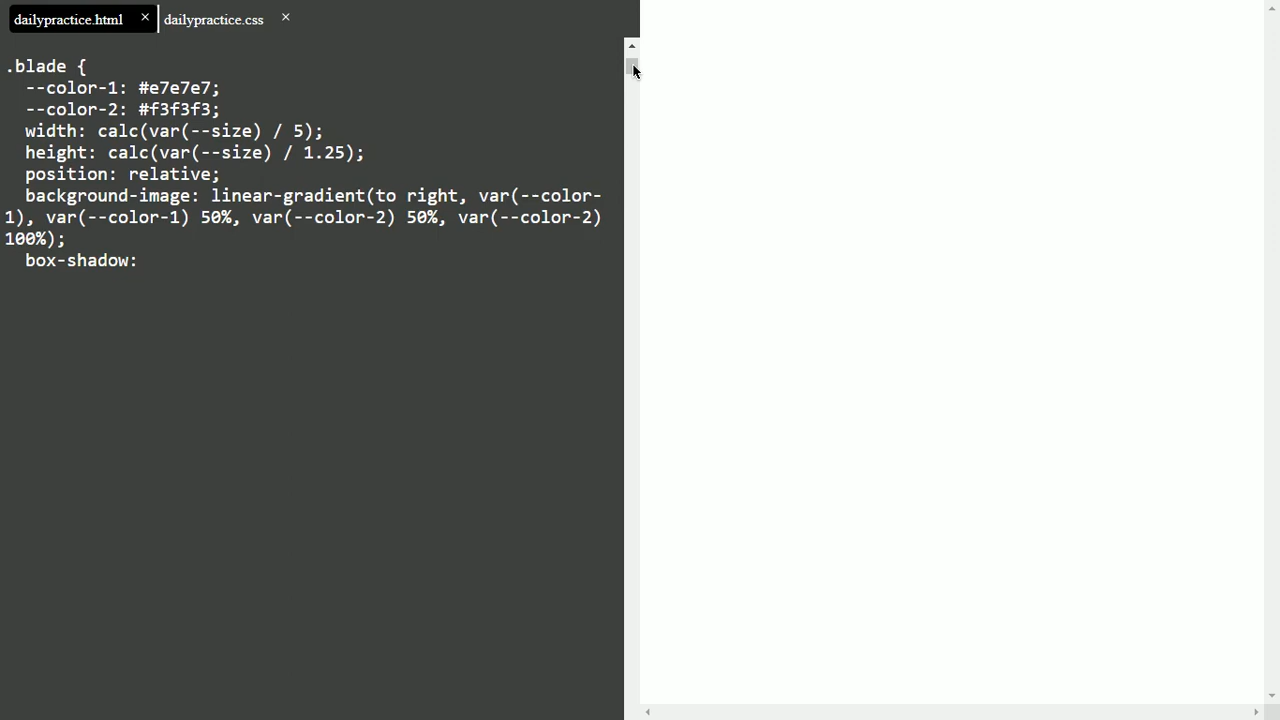 dailypractice.html × dailypractice.css ×
.blade {
--color-1: #e7e7e7;
--color-2: #f3f3f3;
width: calc(var(--size) / 5);
height: calc(var(--size) / 1.25);
position: relative;
background-image: linear-gradient(to right, var(--color-
1), var(--color-1) 50%, var(--color-2) 50%, var(--color-2)
100%);
box-shadow: